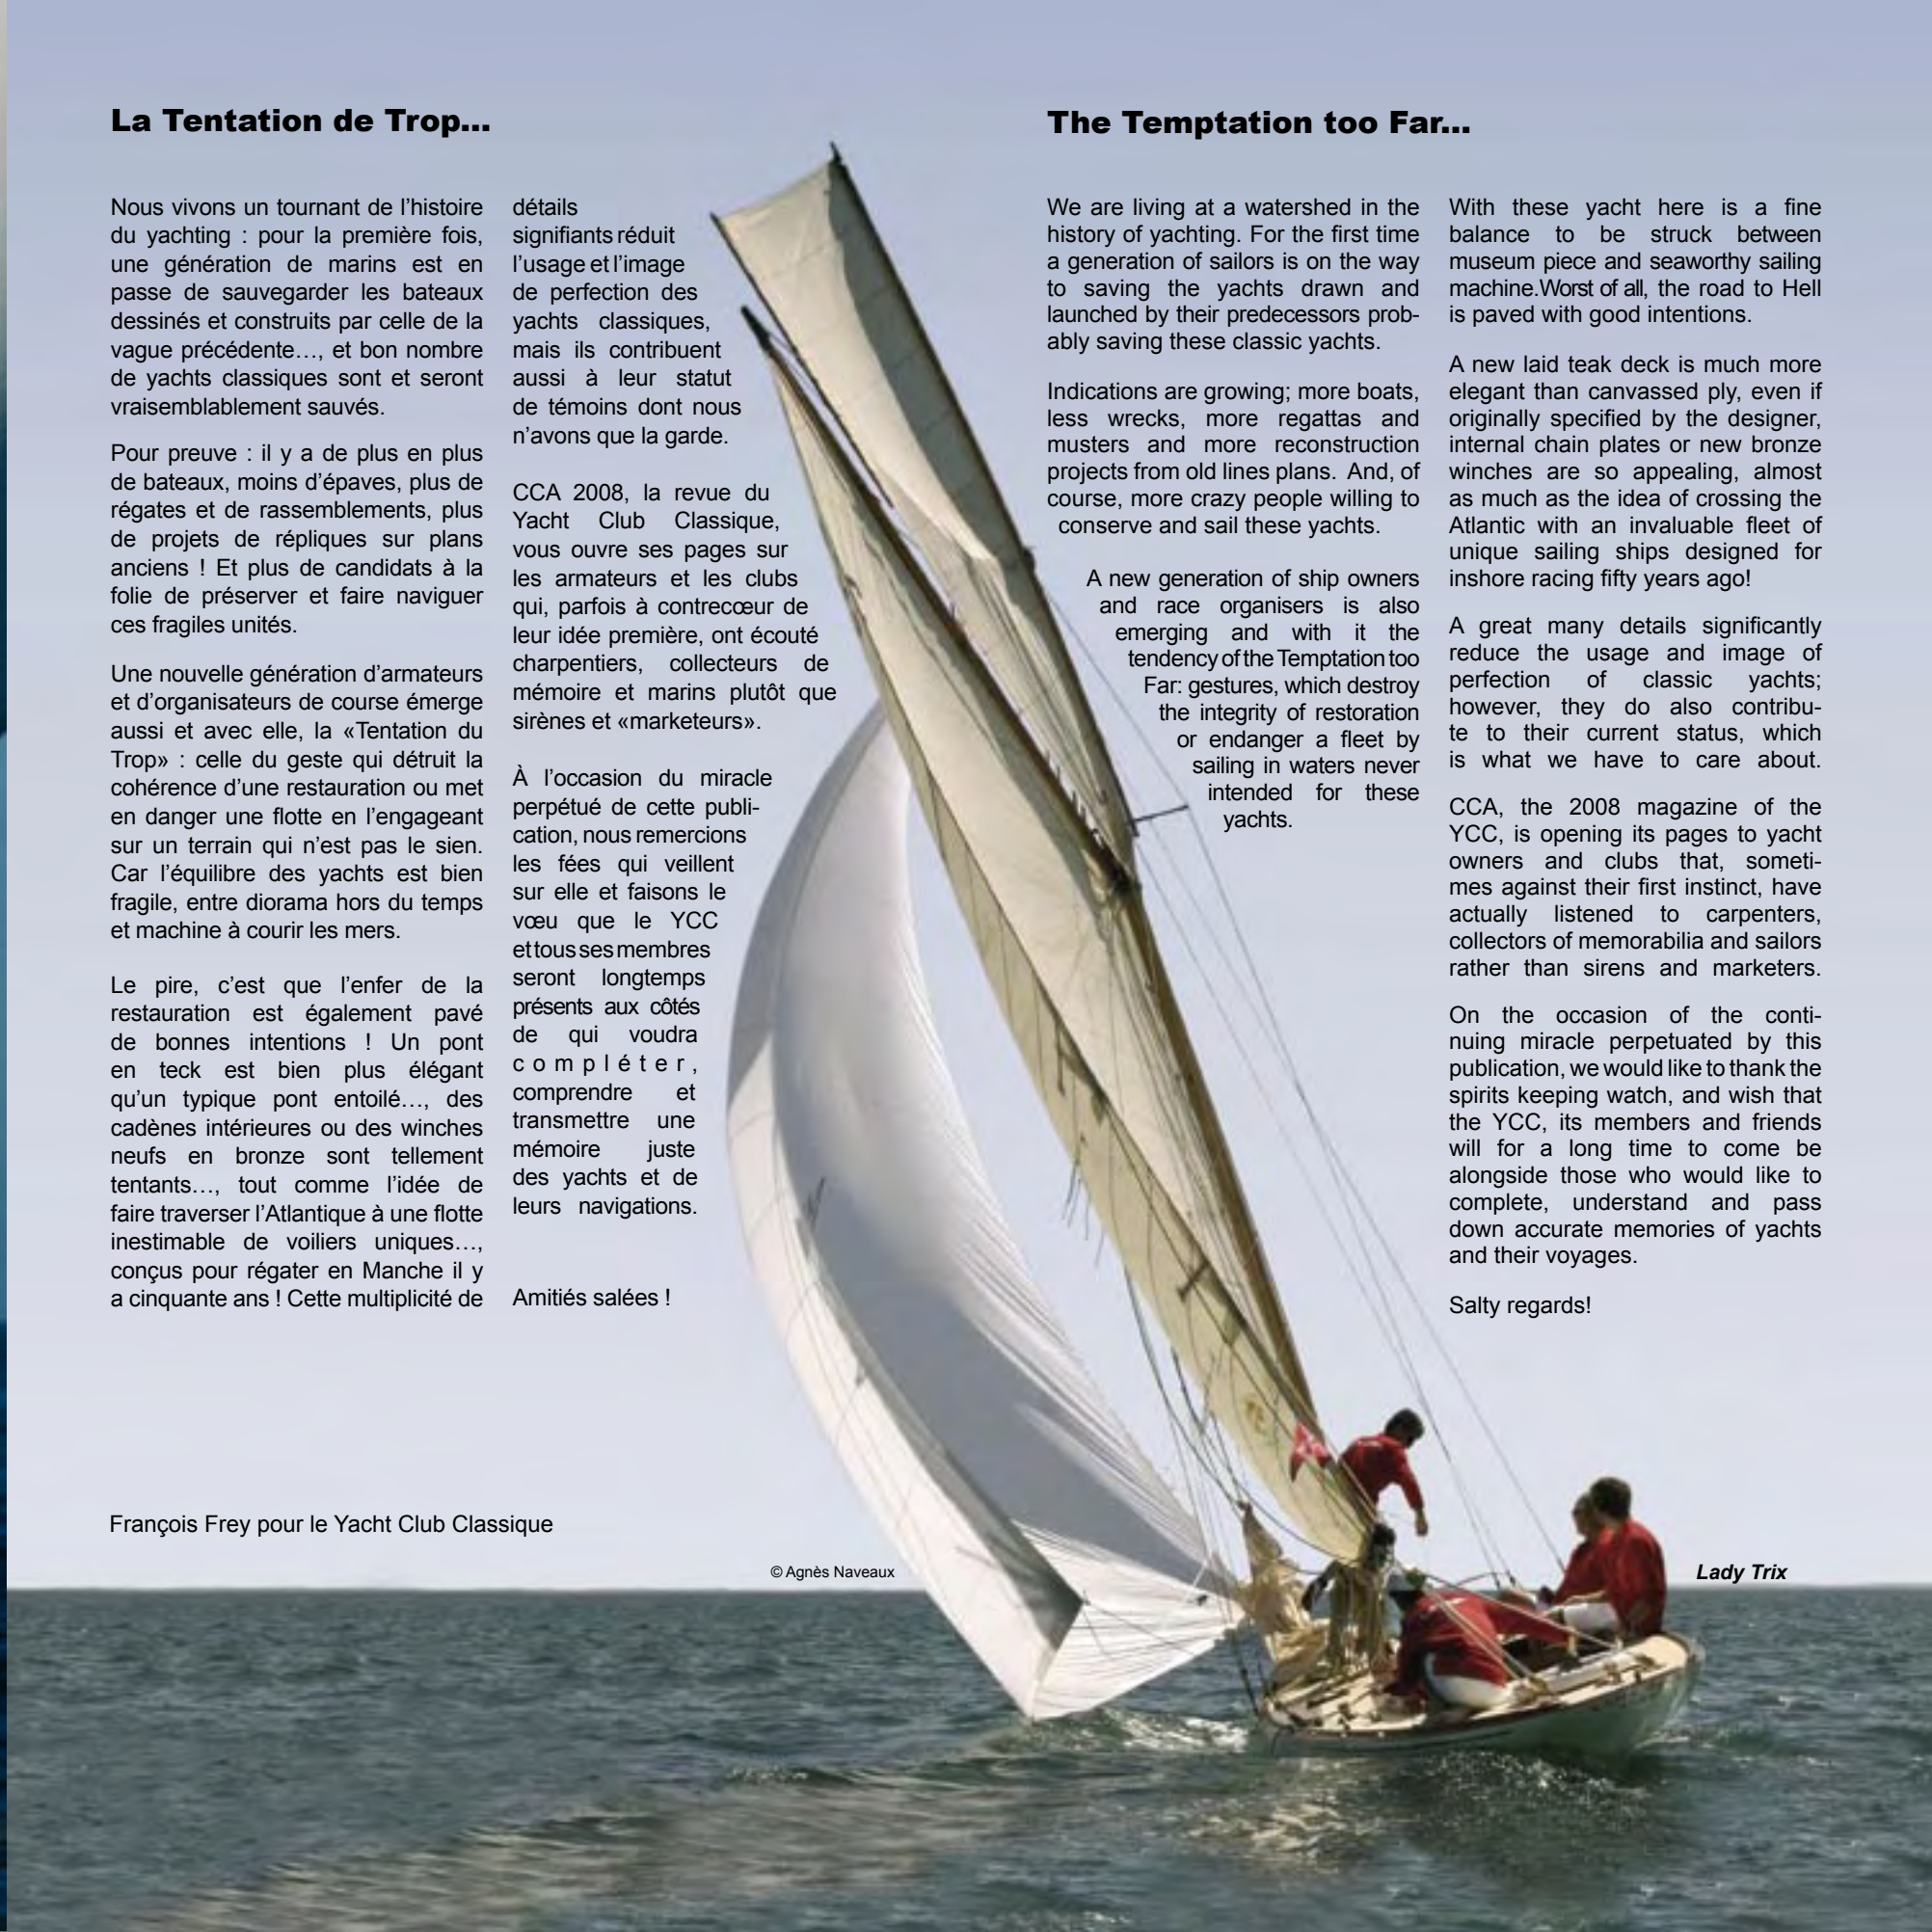 La Tentation de Trop...
Nous vivons un tournant de l'histoire
du yachting : pour la première fois,
une génération de marins est en
passe de sauvegarder les bateaux
dessinés et construits par celle de la
vague précédente…, et bon nombre
de yachts classiques sont et seront
vraisemblablement sauvés.
Pour preuve : il y a de plus en plus
de bateaux, moins d'épaves, plus de
régates et de rassemblements, plus
de projets de répliques sur plans
anciens ! Et plus de candidats à la
folie de préserver et faire naviguer
ces fragiles unités.
Une nouvelle génération d'armateurs
et d'organisateurs de course émerge
aussi et avec elle, la «Tentation du
Trop» : celle du geste qui détruit la
cohérence d'une restauration ou met
en danger une flotte en l'engageant
sur un terrain qui n'est pas le sien.
Car l'équilibre des yachts est bien
fragile, entre diorama hors du temps
et machine à courir les mers.
Le pire, c'est que l'enfer de la
restauration est également pavé
de bonnes intentions ! Un pont
en teck est bien plus élégant
qu'un typique pont entoilé…, des
cadènes intérieures ou des winches
neufs en bronze sont tellement
tentants…, tout comme l'idée de
faire traverser l'Atlantique à une flotte
inestimable de voiliers uniques…,
conçus pour régater en Manche il y
a cinquante ans ! Cette multiplicité de
détails
signifiants réduit
l'usage et l'image
de perfection des
yachts classiques,
mais ils contribuent
aussi à leur statut
de témoins dont nous
n'avons que la garde.
CCA 2008, la revue du
Yacht Club Classique,
vous ouvre ses pages sur
les armateurs et les clubs
qui, parfois à contrecœur de
leur idée première, ont écouté
charpentiers, collecteurs de
mémoire et marins plutôt que
sirènes et «marketeurs».
À l'occasion du miracle
perpétué de cette publi-
cation, nous remercions
les fées qui veillent
sur elle et faisons le
vœu que le YCC
et tous ses membres
seront longtemps
présents aux côtés
de qui voudra
compléter,
comprendre et
transmettre une
mémoire juste
des yachts et de
leurs navigations.
Amitiés salées !
François Frey pour le Yacht Club Classique
© Agnès Naveaux
The Temptation too Far...
We are living at a watershed in the
history of yachting. For the first time
a generation of sailors is on the way
to saving the yachts drawn and
launched by their predecessors prob-
ably saving these classic yachts.
Indications are growing; more boats,
less wrecks, more regattas and
musters and more reconstruction
projects from old lines plans. And, of
course, more crazy people willing to
conserve and sail these yachts.
A new generation of ship owners
and race organisers is also
emerging and with it the
tendency of the Temptation too
Far: gestures, which destroy
the integrity of restoration
or endanger a fleet by
sailing in waters never
intended for these
yachts.
With these yacht here is a fine
balance to be struck between
museum piece and seaworthy sailing
machine.Worst of all, the road to Hell
is paved with good intentions.
A new laid teak deck is much more
elegant than canvassed ply, even if
originally specified by the designer,
internal chain plates or new bronze
winches are so appealing, almost
as much as the idea of crossing the
Atlantic with an invaluable fleet of
unique sailing ships designed for
inshore racing fifty years ago!
A great many details significantly
reduce the usage and image of
perfection of classic yachts;
however, they do also contribu-
te to their current status, which
is what we have to care about.
CCA, the 2008 magazine of the
YCC, is opening its pages to yacht
owners and clubs that, someti-
mes against their first instinct, have
actually listened to carpenters,
collectors of memorabilia and sailors
rather than sirens and marketers.
On the occasion of the conti-
nuing miracle perpetuated by this
publication, we would like to thank the
spirits keeping watch, and wish that
the YCC, its members and friends
will for a long time to come be
alongside those who would like to
complete, understand and pass
down accurate memories of yachts
and their voyages.
Salty regards!
Lady Trix